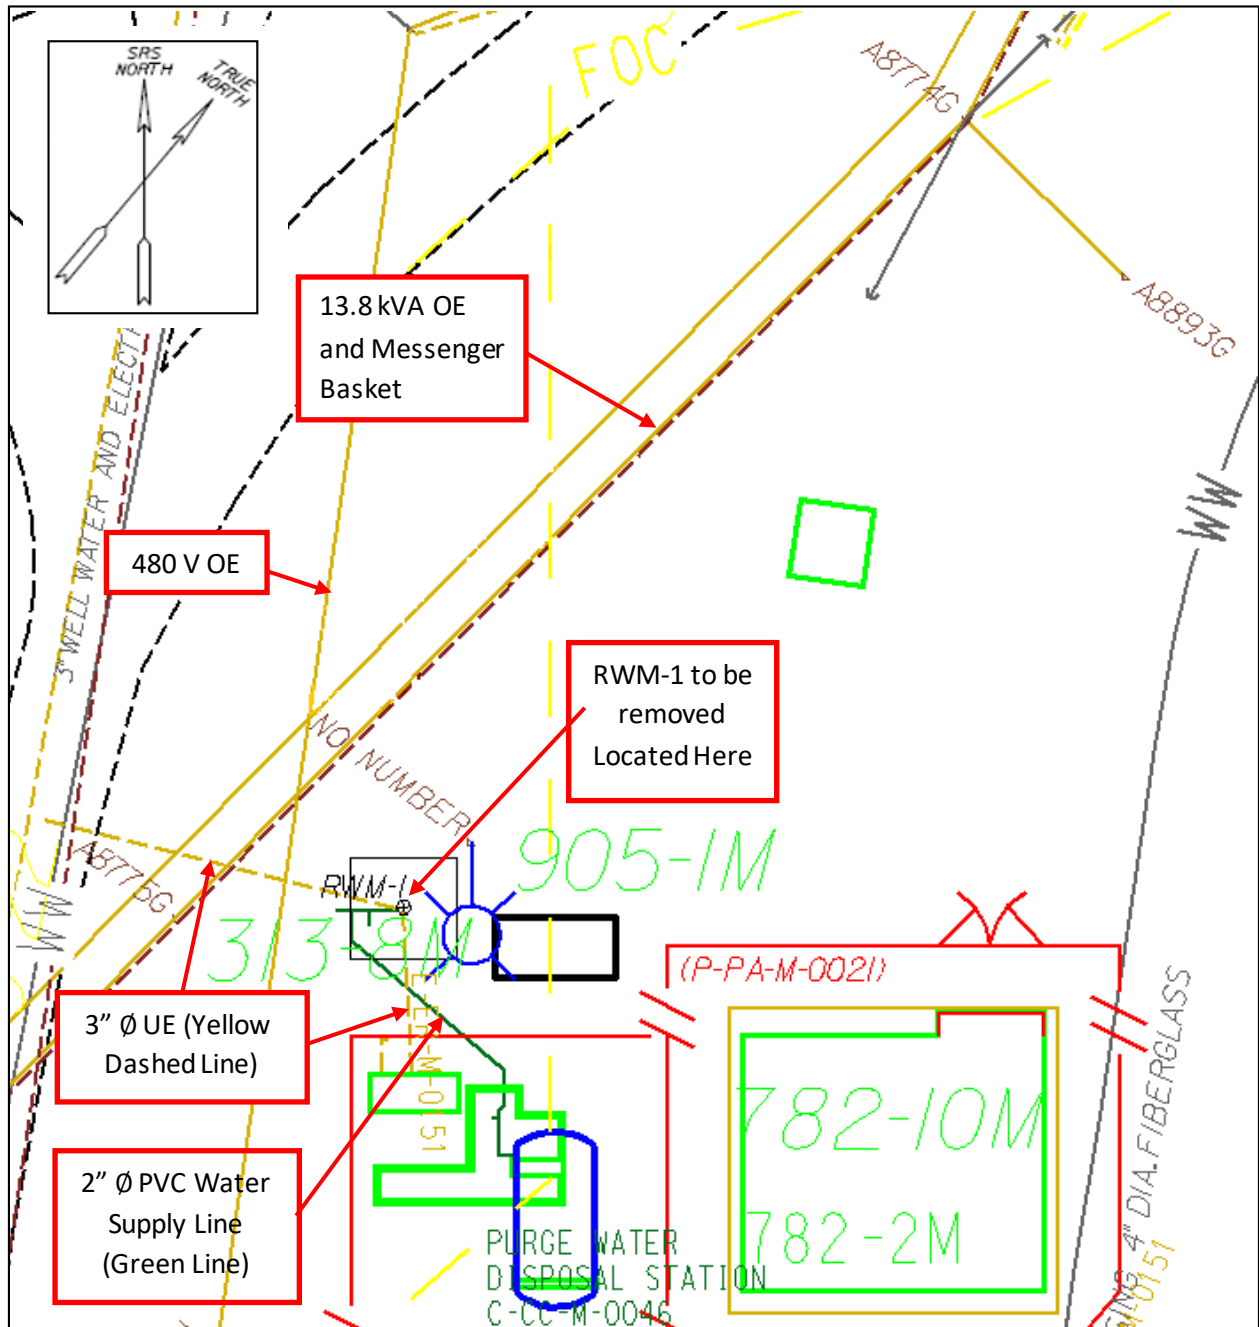 SRS
NORTH
TRUE
NORTH
FOC
A8774G
A8893G
13.8 kVA OE
and Messenger
Basket
3" WELL WATER AND ELECTI
480 V OE
WW
RWM-1 to be
removed
Located Here
NO NUMBER
905-1M
A8775G
RWM-1
WW
313-8M
(P-PA-M-0021)
3” Ø UE (Yellow
Dashed Line)
782-10M
782-2M
2” Ø PVC Water
Supply Line
(Green Line)
PURGE WATER
DISPOSAL STATION
C-CC-M-0046
4" DIA. FIBERGLASS